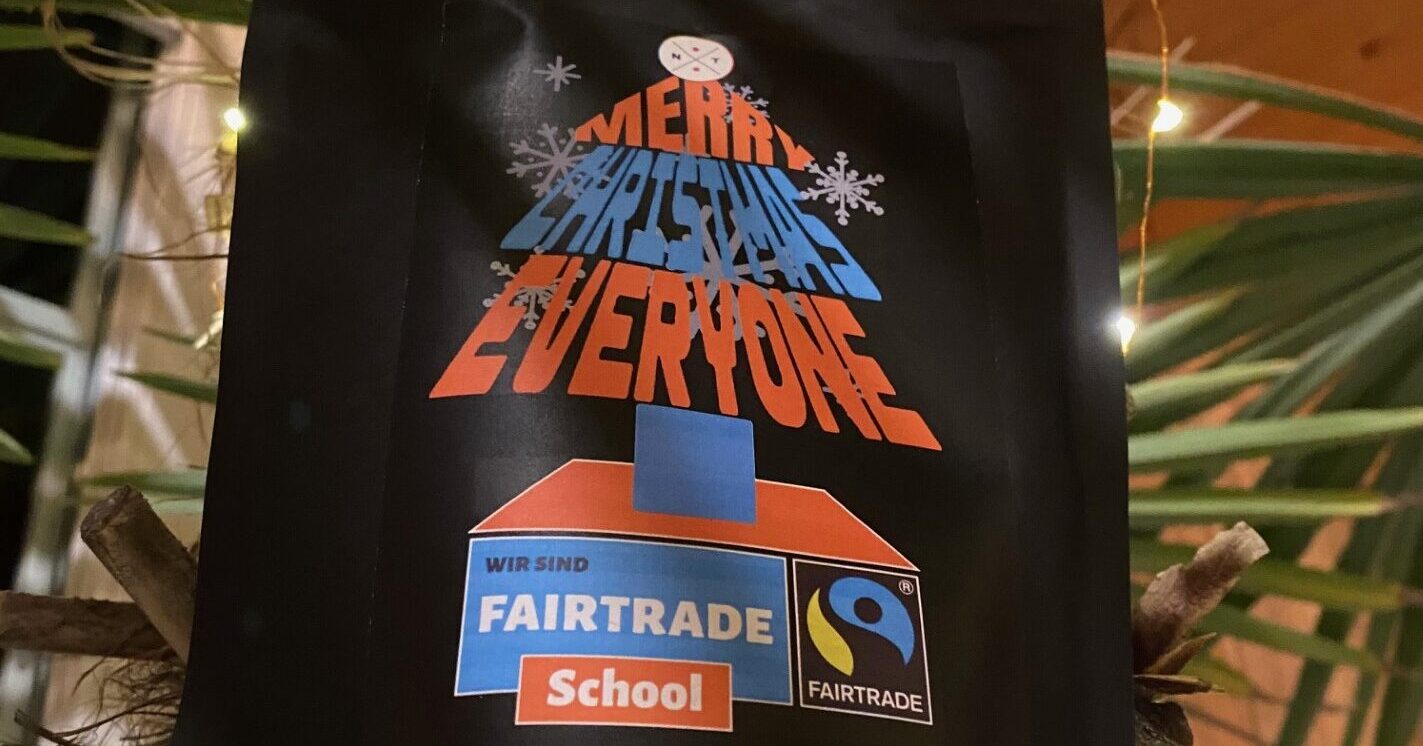 N Y
MERRY
CHRISTMAS
EVERYONE
WIR SIND
FAIRTRADE
School
®
FAIRTRADE